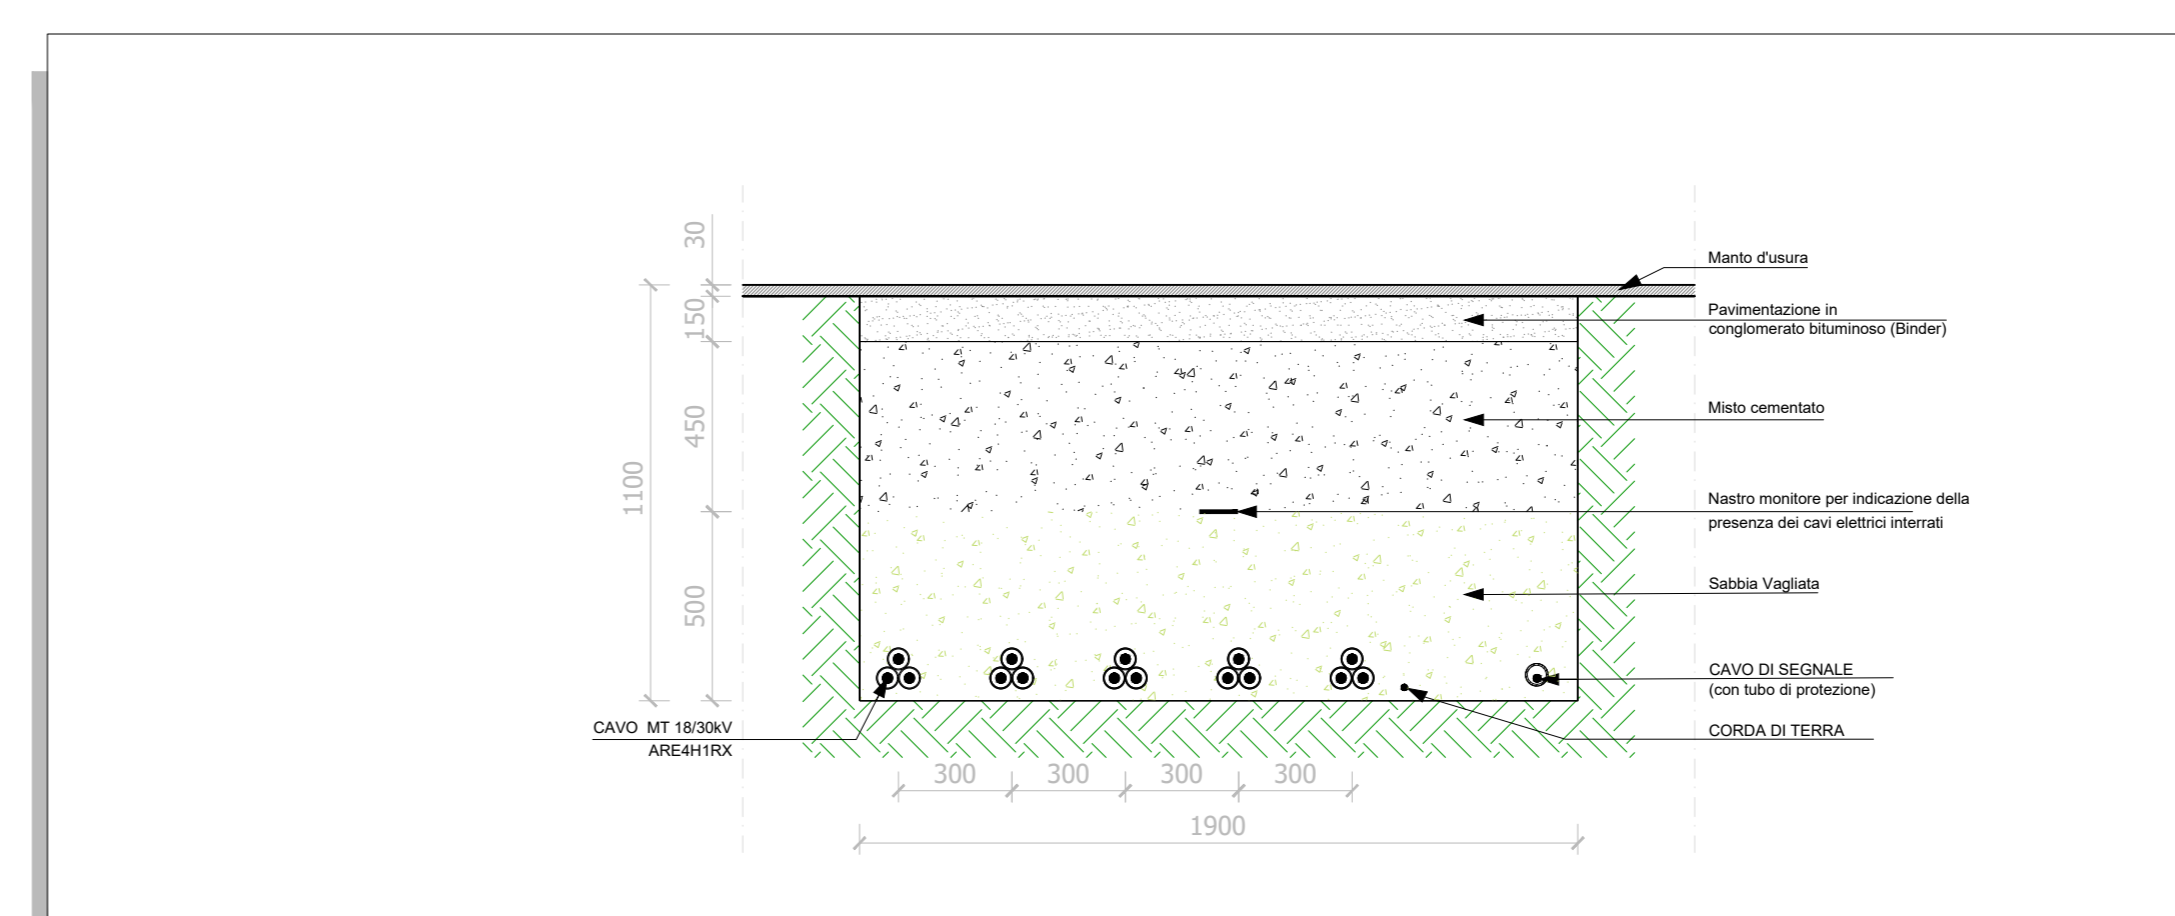 30
Manto d'usura
150
Pavimentazione in
conglomerato bituminoso (Binder)
450
Misto cementato
1100
Nastro monitore per indicazione della
presenza dei cavi elettrici interrati
500
Sabbia Vagliata
CAVO DI SEGNALE
(con tubo di protezione)
CORDA DI TERRA
CAVO  MT 18/30kV
ARE4H1RX
300 300 300 300
1900